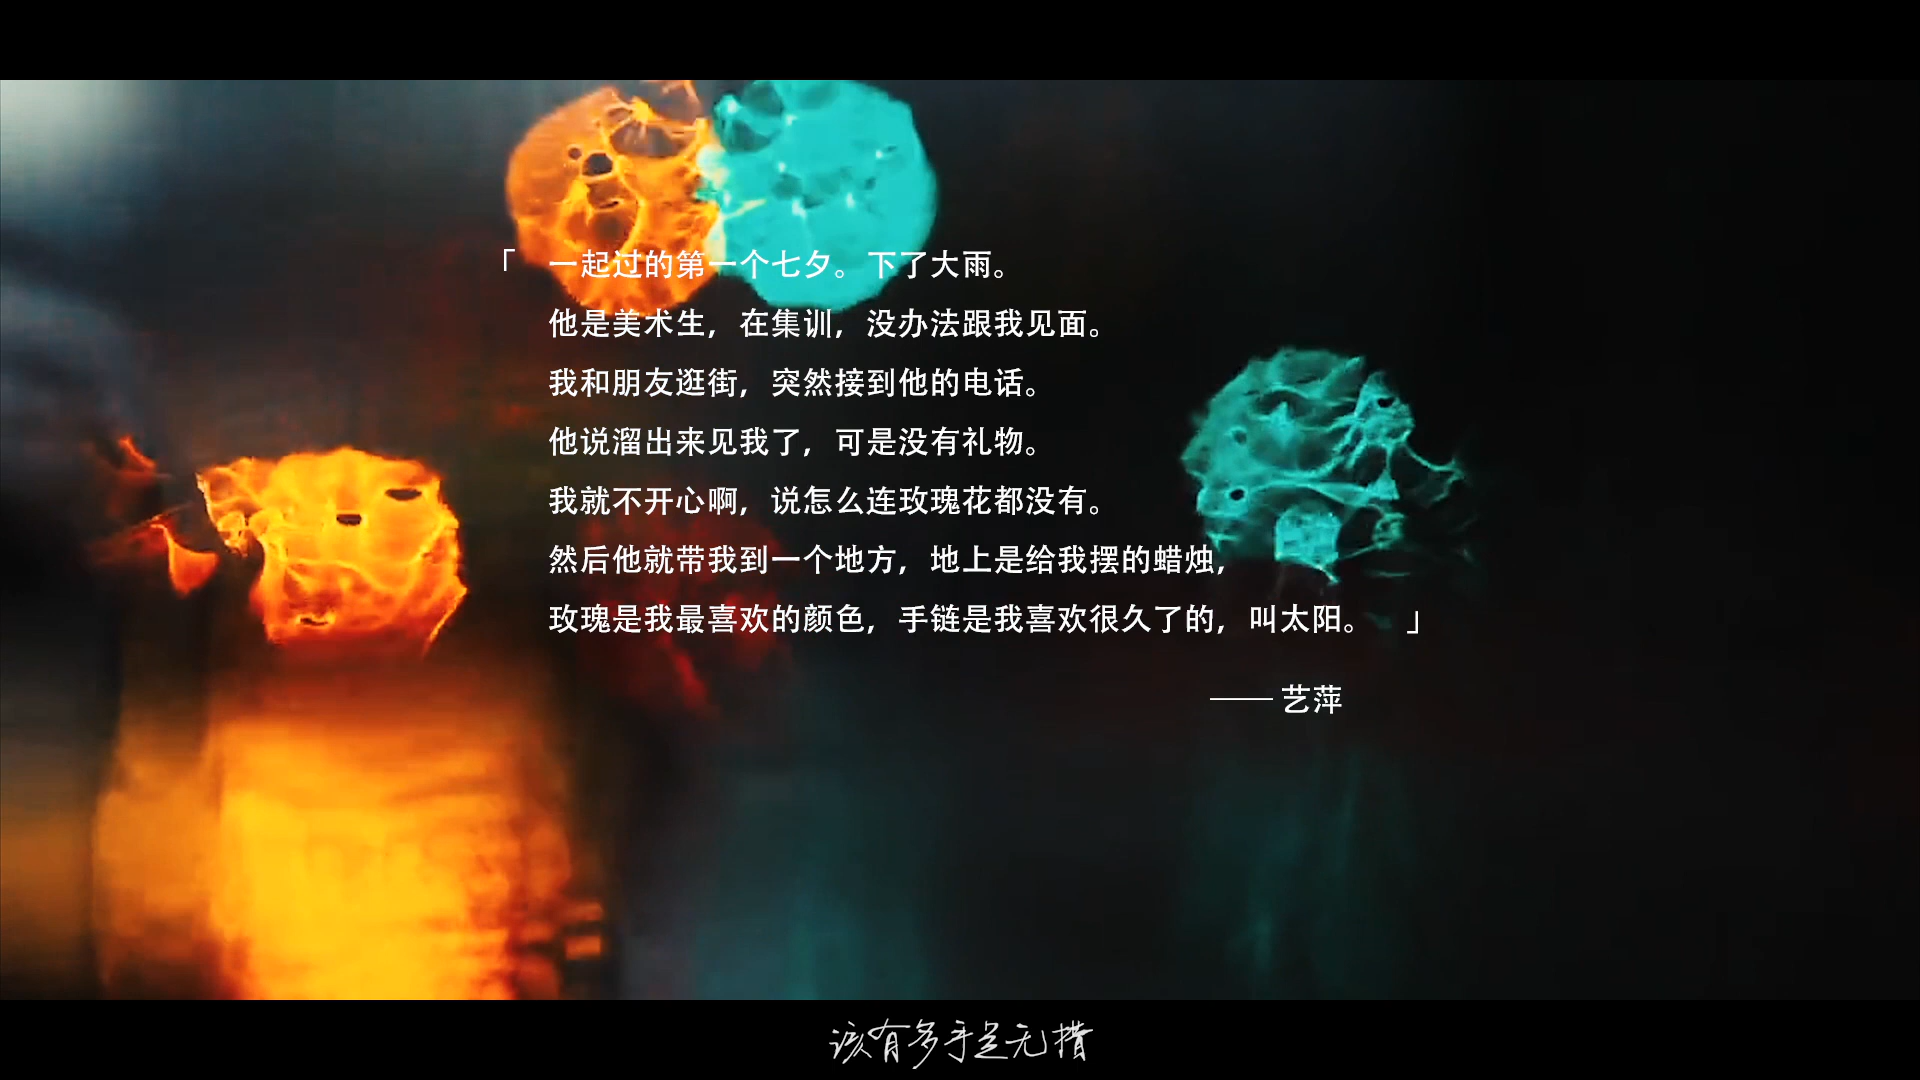 「 一起过的第一个七夕。下了大雨。
他是美术生，在集训，没办法跟我见面。
我和朋友逛街，突然接到他的电话。
他说溜出来见我了，可是没有礼物。
我就不开心啊，说怎么连玫瑰花都没有。
然后他就带我到一个地方，地上是给我摆的蜡烛，
玫瑰是我最喜欢的颜色，手链是我喜欢很久了的，叫太阳。 」
—— 艺萍
该有多手足无措